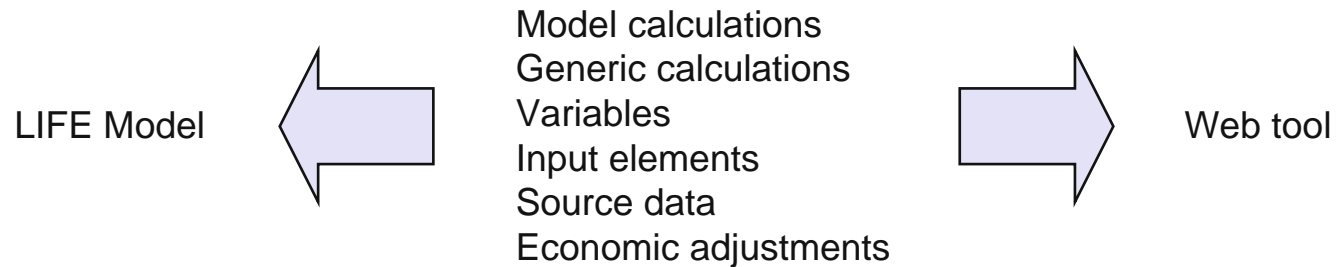 LIFE Model
Model calculations
Generic calculations
Variables
Input elements
Source data
Economic adjustments
Web tool